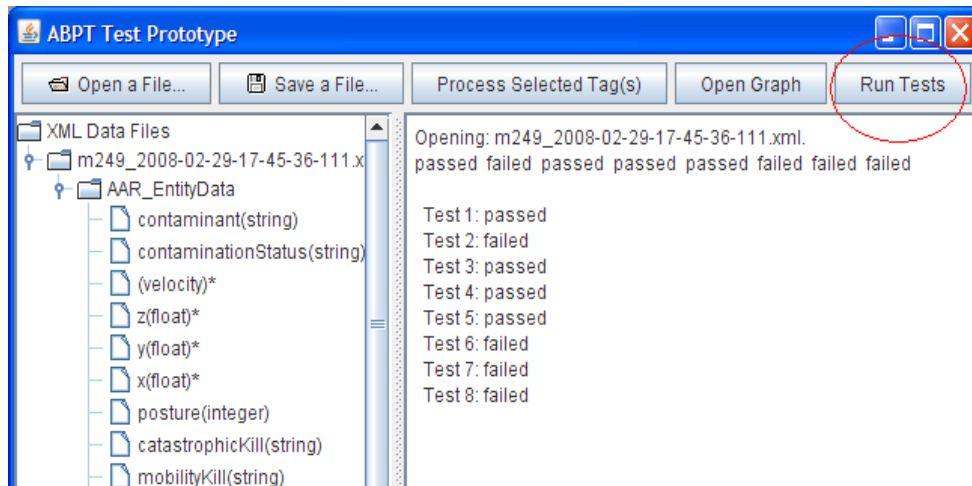 ABPT Test Prototype
Open a File... Save a File... Process Selected Tag(s) Open Graph Run Tests
XML Data Files
m249_2008-02-29-17-45-36-111.x
AAR_EntityData
contaminant(string)
contaminationStatus(string)
(velocity)*
z(float)*
y(float)*
x(float)*
posture(integer)
catastrophicKill(string)
mobilityKill(string)
Opening: m249_2008-02-29-17-45-36-111.xml.
passed failed passed passed passed failed failed failed
Test 1: passed
Test 2: failed
Test 3: passed
Test 4: passed
Test 5: passed
Test 6: failed
Test 7: failed
Test 8: failed